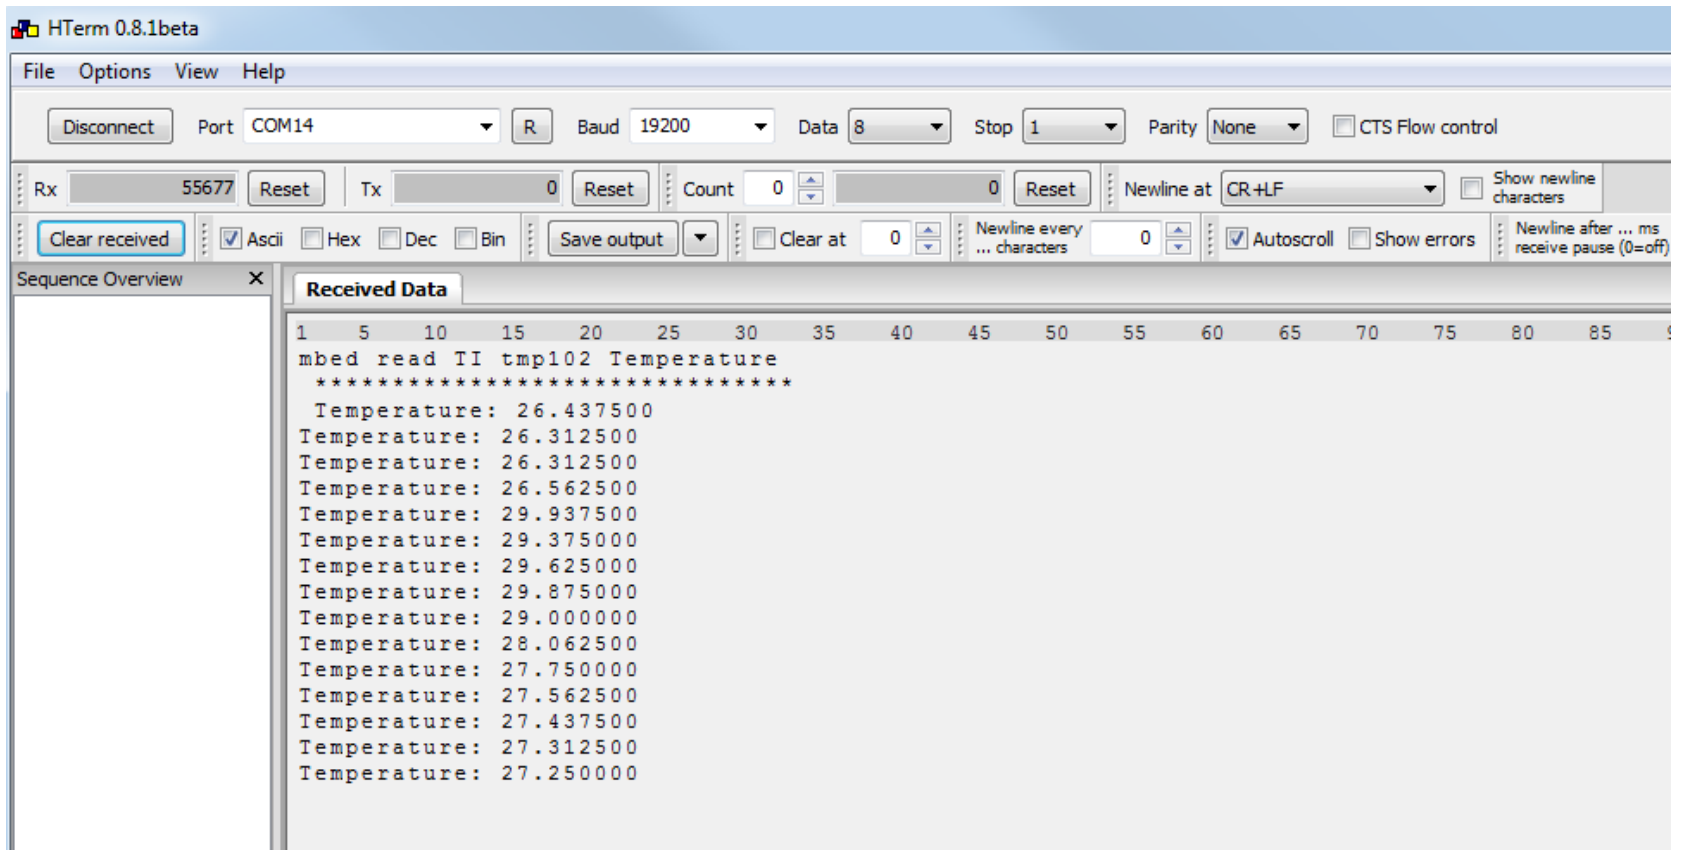 HTerm 0.8.1beta
File Options View Help
Disconnect Port COM14 R Baud 19200 Data 8 Stop 1 Parity None CTS Flow control
Rx 55677 Reset Tx 0 Reset Count 0 0 Reset Newline at CR+LF Show newline characters
Clear received Ascii Hex Dec Bin Save output Clear at 0 Newline every ... characters 0 Autoscroll Show errors Newline after ... ms receive pause (0=off)
Sequence Overview X Received Data
1 5 10 15 20 25 30 35 40 45 50 55 60 65 70 75 80 85
mbed read TI tmp102 Temperature
*******************************
Temperature: 26.437500
Temperature: 26.312500
Temperature: 26.312500
Temperature: 26.562500
Temperature: 29.937500
Temperature: 29.375000
Temperature: 29.625000
Temperature: 29.875000
Temperature: 29.000000
Temperature: 28.062500
Temperature: 27.750000
Temperature: 27.562500
Temperature: 27.437500
Temperature: 27.312500
Temperature: 27.250000